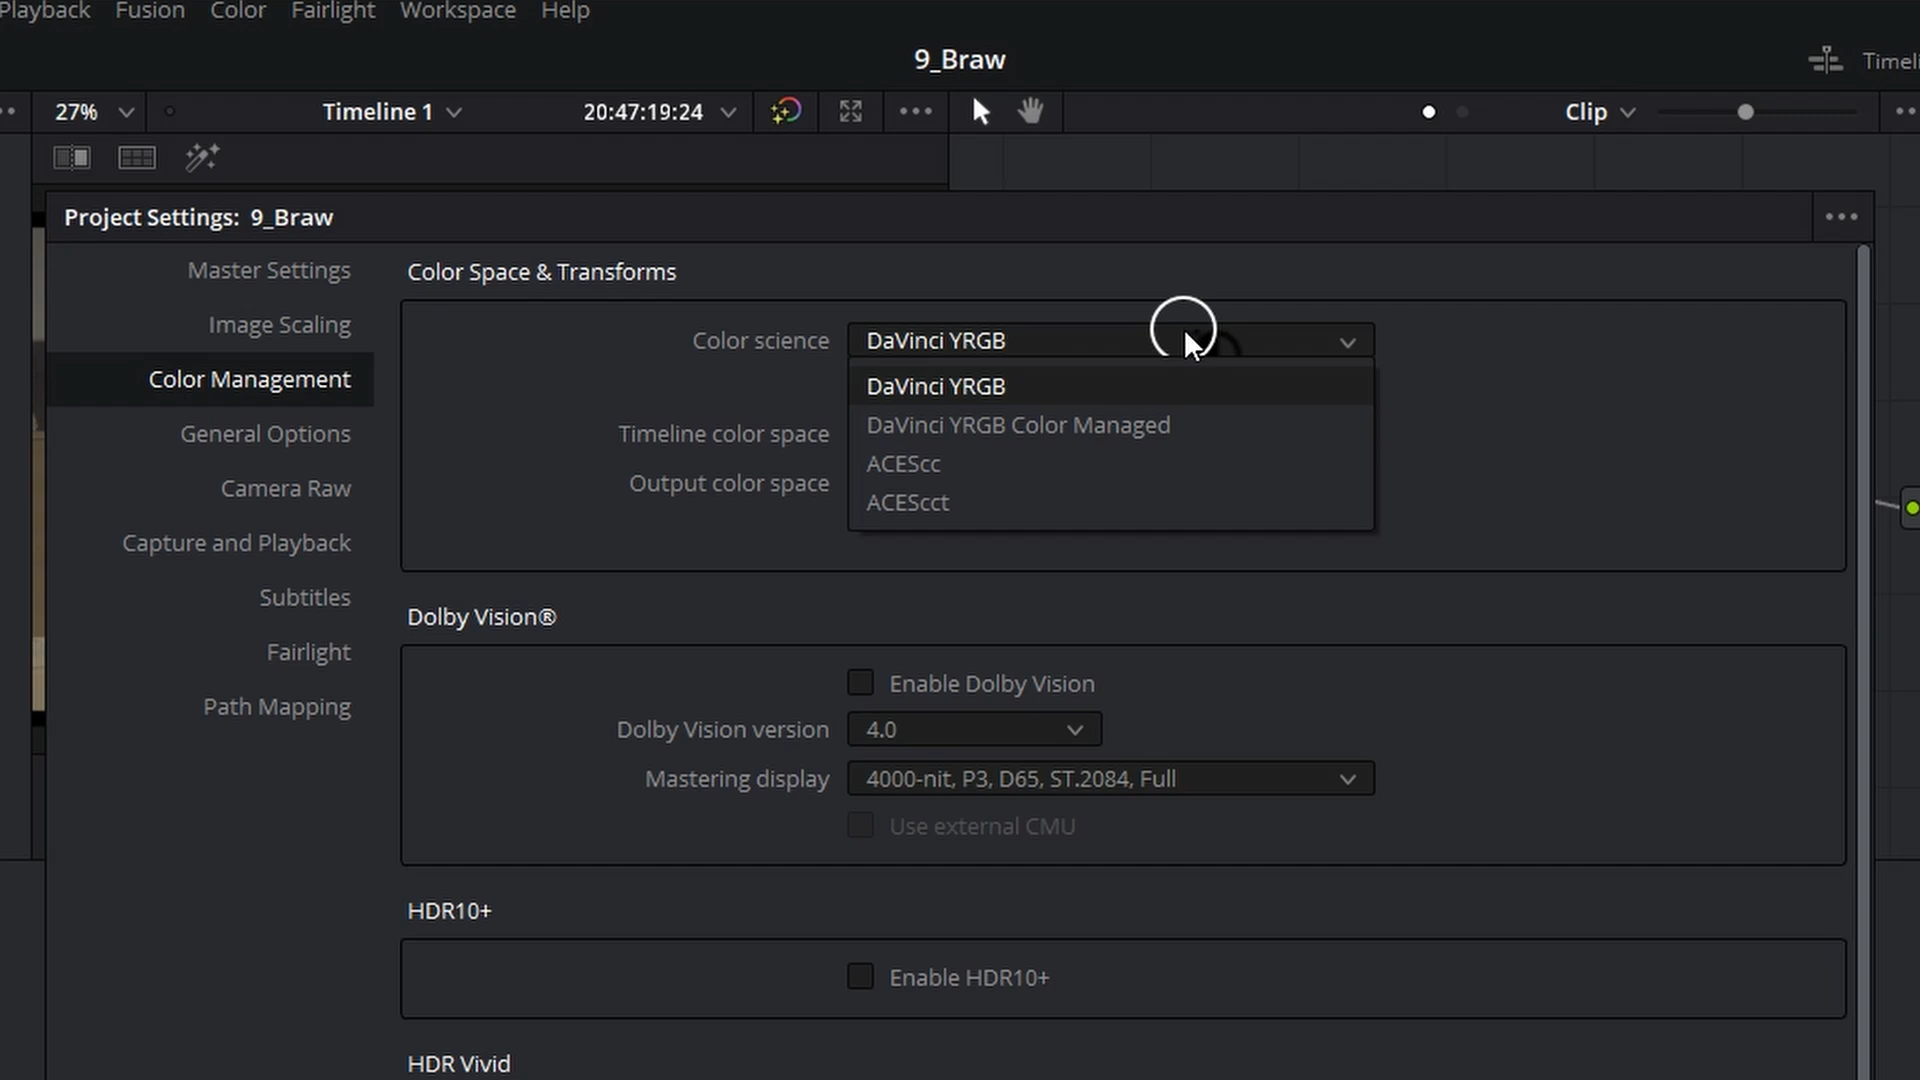 Playback Fusion Color Fairlight Workspace Help
9_Braw
Timeli
27% Timeline 1 20:47:19:24 Clip
Project Settings: 9_Braw
Master Settings
Image Scaling
Color Management
General Options
Camera Raw
Capture and Playback
Subtitles
Fairlight
Path Mapping
Color Space & Transforms
Color science DaVinci YRGB
DaVinci YRGB
DaVinci YRGB Color Managed
ACEScc
ACEScct
Timeline color space
Output color space
Dolby Vision®
Enable Dolby Vision
Dolby Vision version 4.0
Mastering display 4000-nit, P3, D65, ST.2084, Full
Use external CMU
HDR10+
Enable HDR10+
HDR Vivid